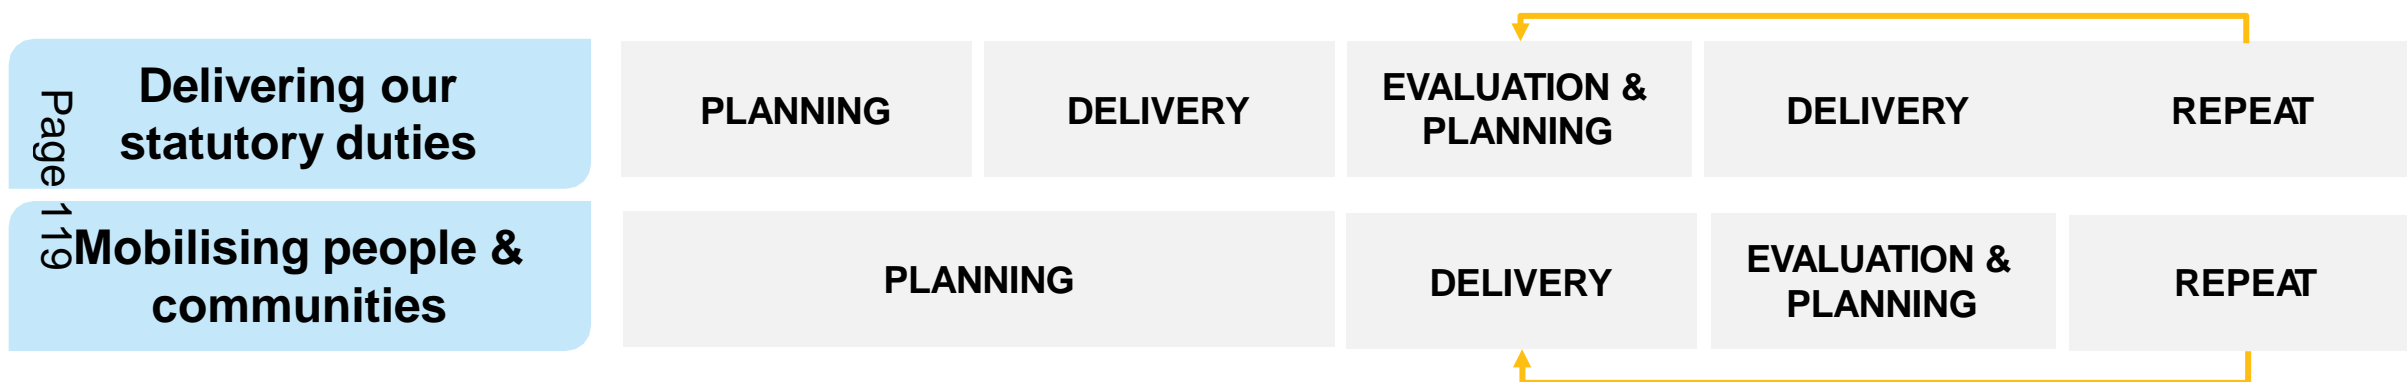 Page 119
Delivering our
statutory duties
PLANNING
DELIVERY
EVALUATION &
PLANNING
DELIVERY
REPEAT
Mobilising people &
communities
PLANNING
DELIVERY
EVALUATION &
PLANNING
REPEAT